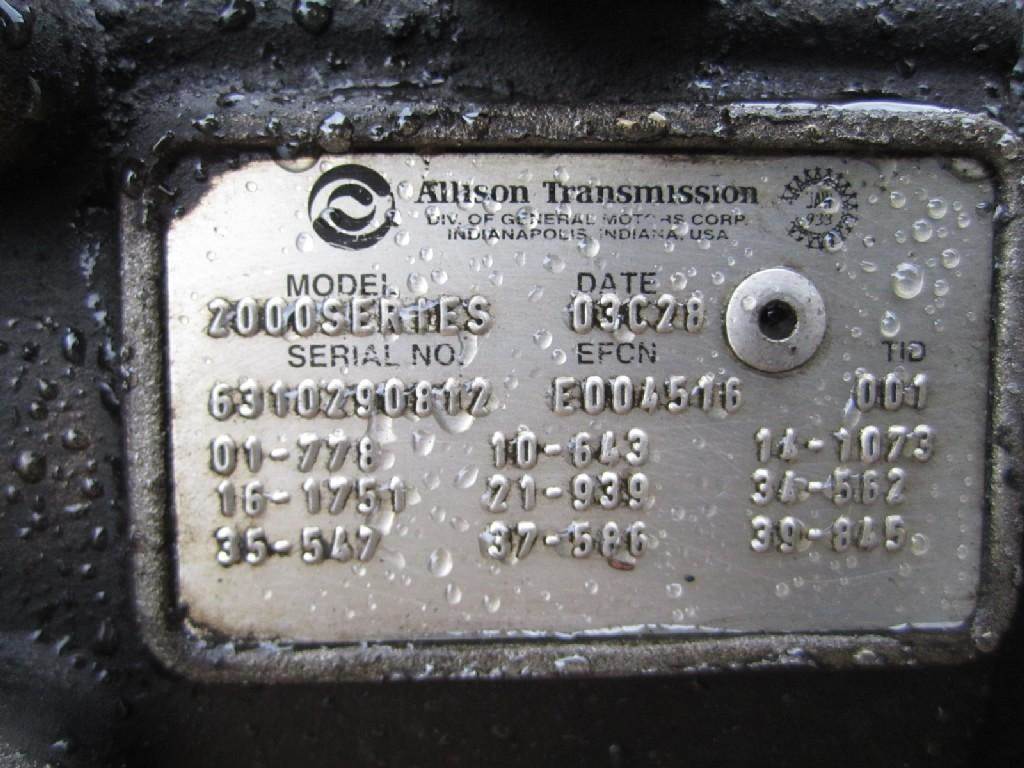 Allison Transmission
DIV. OF GENERAL MOTORS CORP.
INDIANAPOLIS, INDIANA, USA
MODEL DATE
2000SERIES 03C28
SERIAL NO. EFCN TID
6310290812 E004516 001
01-778 10-643 14-1073
16-1751 21-939 34-562
35-547 37-586 39-845